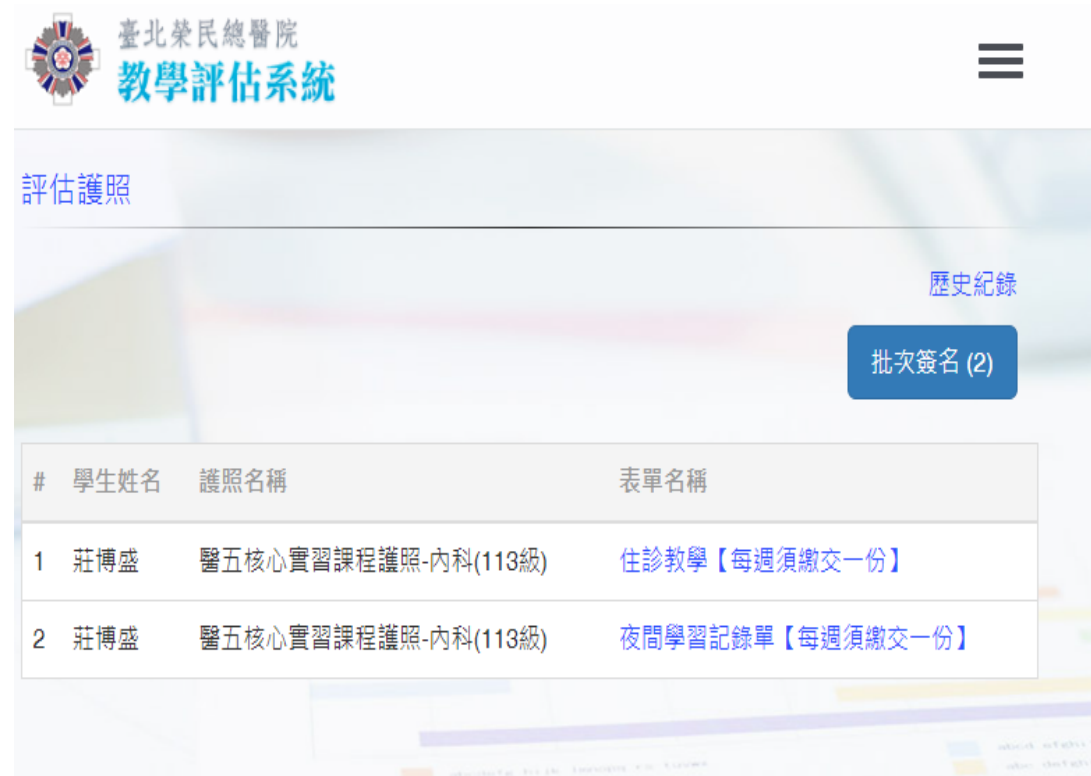 臺北榮民總醫院
教學評估系統
評估護照
歷史紀錄
批次簽名 (2)
# 學生姓名 護照名稱 表單名稱
1 莊博盛 醫五核心實習課程護照-內科(113級) 住診教學【每週須繳交一份】
2 莊博盛 醫五核心實習課程護照-內科(113級) 夜間學習記錄單【每週須繳交一份】